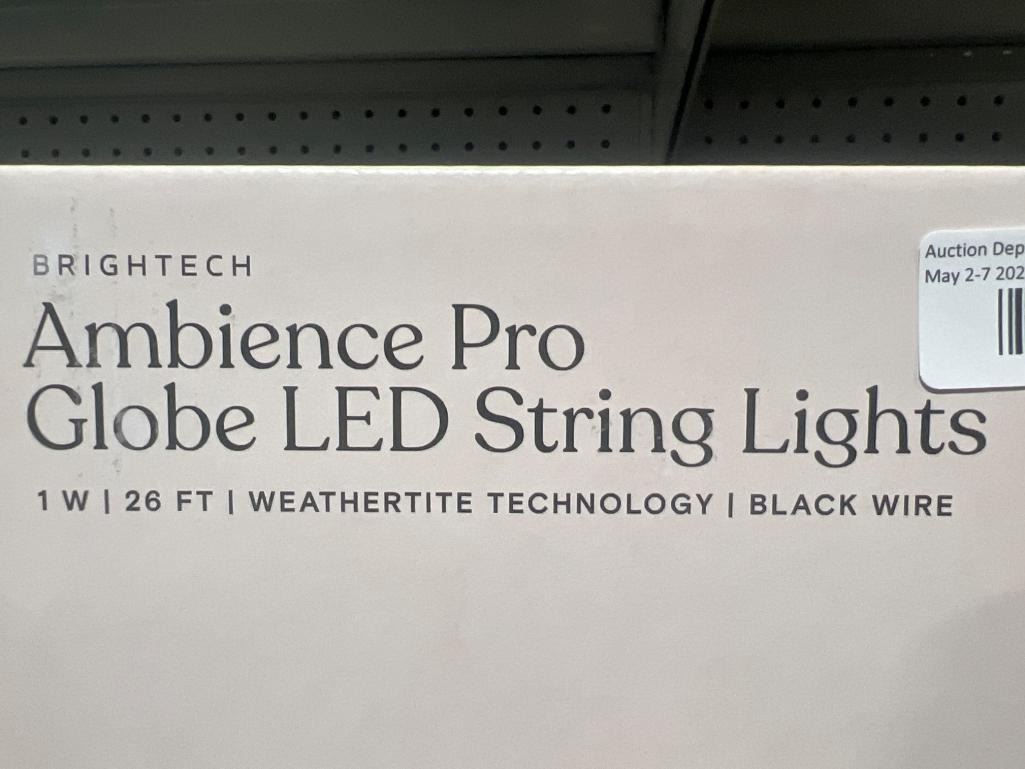 BRIGHTECH
Ambience Pro
Globe LED String Lights
1 W | 26 FT | WEATHERTITE TECHNOLOGY | BLACK WIRE
Auction Dep
May 2-7 202